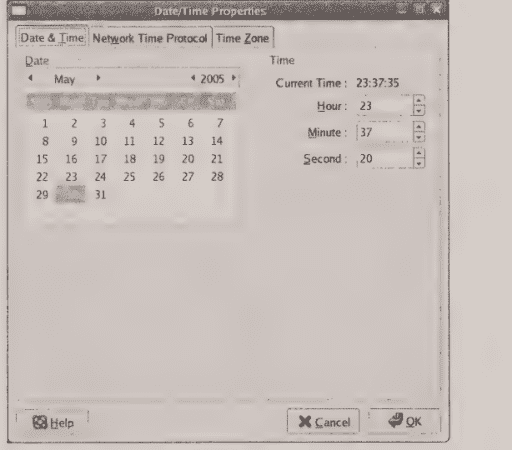 Date/Time Properties
Date & Time Network Time Protocol Time Zone
Date
May 2005
1 2 3 4 5 6 7
8 9 10 11 12 13 14
15 16 17 18 19 20 21
22 23 24 25 26 27 28
29 31
Time
Current Time : 23:37:35
Hour : 23
Minute : 37
Second : 20
Help
Cancel
OK